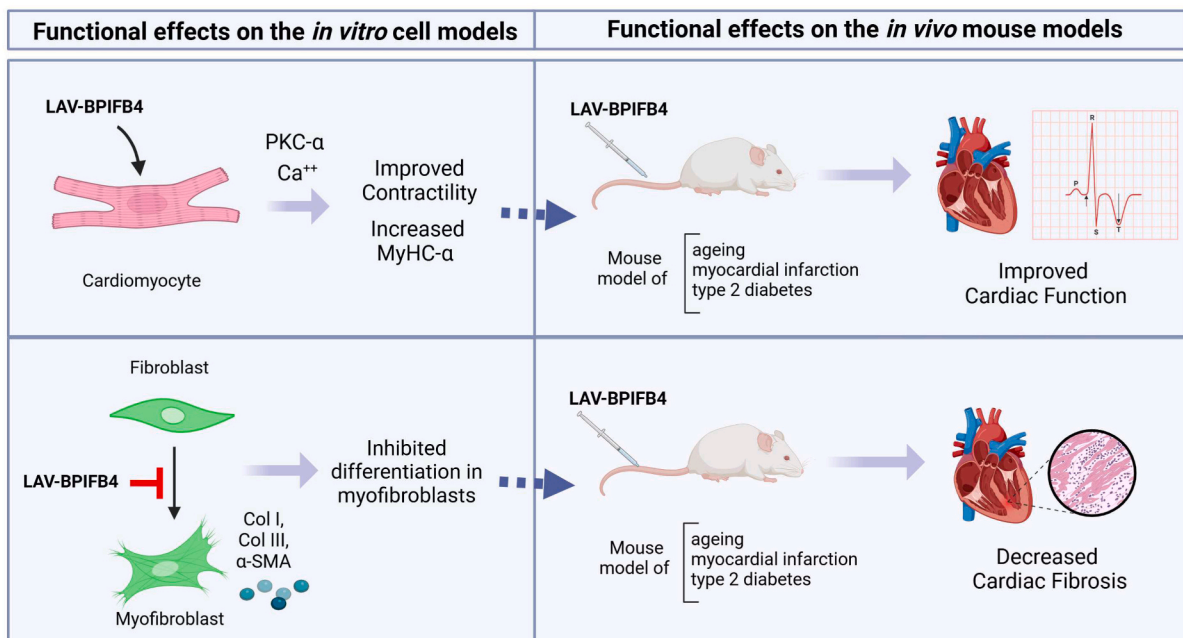 Functional effects on the in vitro cell models
Functional effects on the in vivo mouse models
LAV-BPIFB4
PKC-α
Ca⁺⁺
Improved
Contractility
Increased
MyHC-α
Cardiomyocyte
LAV-BPIFB4
Mouse
model of
ageing
myocardial infarction
type 2 diabetes
R
P
S
T
Improved
Cardiac Function
Fibroblast
LAV-BPIFB4
Inhibited
differentiation in
myofibroblasts
Col I,
Col III,
α-SMA
Myofibroblast
LAV-BPIFB4
Mouse
model of
ageing
myocardial infarction
type 2 diabetes
Decreased
Cardiac Fibrosis